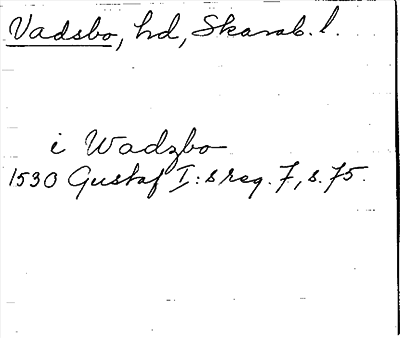 Vadsbo, hd, Skarab. l.
i Wadzbo
1530 Gustaf I:s reg. 7, s. 75.